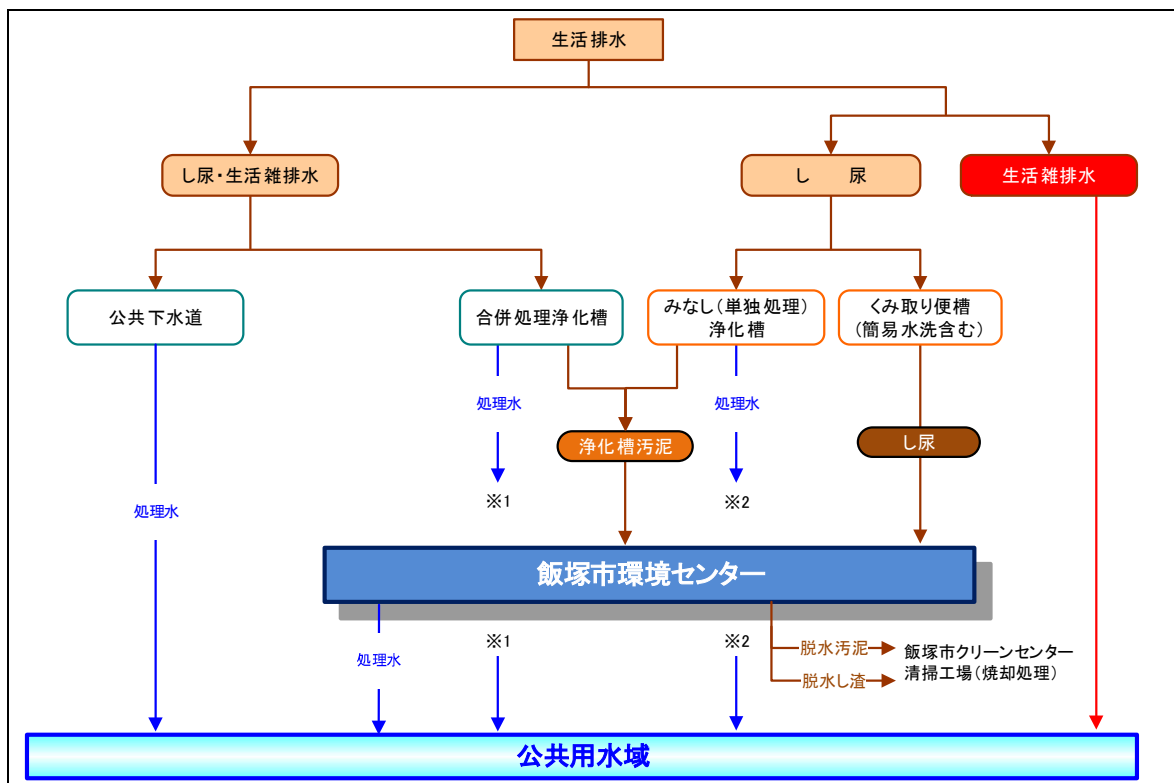 生活排水
し尿・生活雑排水
し　尿
生活雑排水
公共下水道
合併処理浄化槽
みなし(単独処理)
浄化槽
くみ取り便槽
(簡易水洗含む)
処理水
処理水
浄化槽汚泥
し尿
処理水
※1
※2
飯塚市環境センター
処理水
※1
※2
脱水汚泥
脱水し渣
飯塚市クリーンセンター
清掃工場(焼却処理)
公共用水域